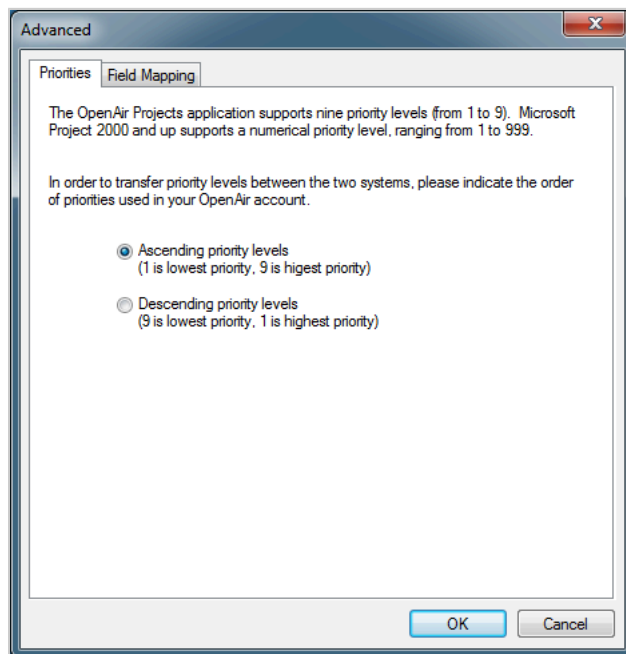 Advanced
Priorities
Field Mapping
The OpenAir Projects application supports nine priority levels (from 1 to 9). Microsoft
Project 2000 and up supports a numerical priority level, ranging from 1 to 999.
In order to transfer priority levels between the two systems, please indicate the order
of priorities used in your OpenAir account.
Ascending priority levels
(1 is lowest priority, 9 is higest priority)
Descending priority levels
(9 is lowest priority, 1 is highest priority)
OK
Cancel